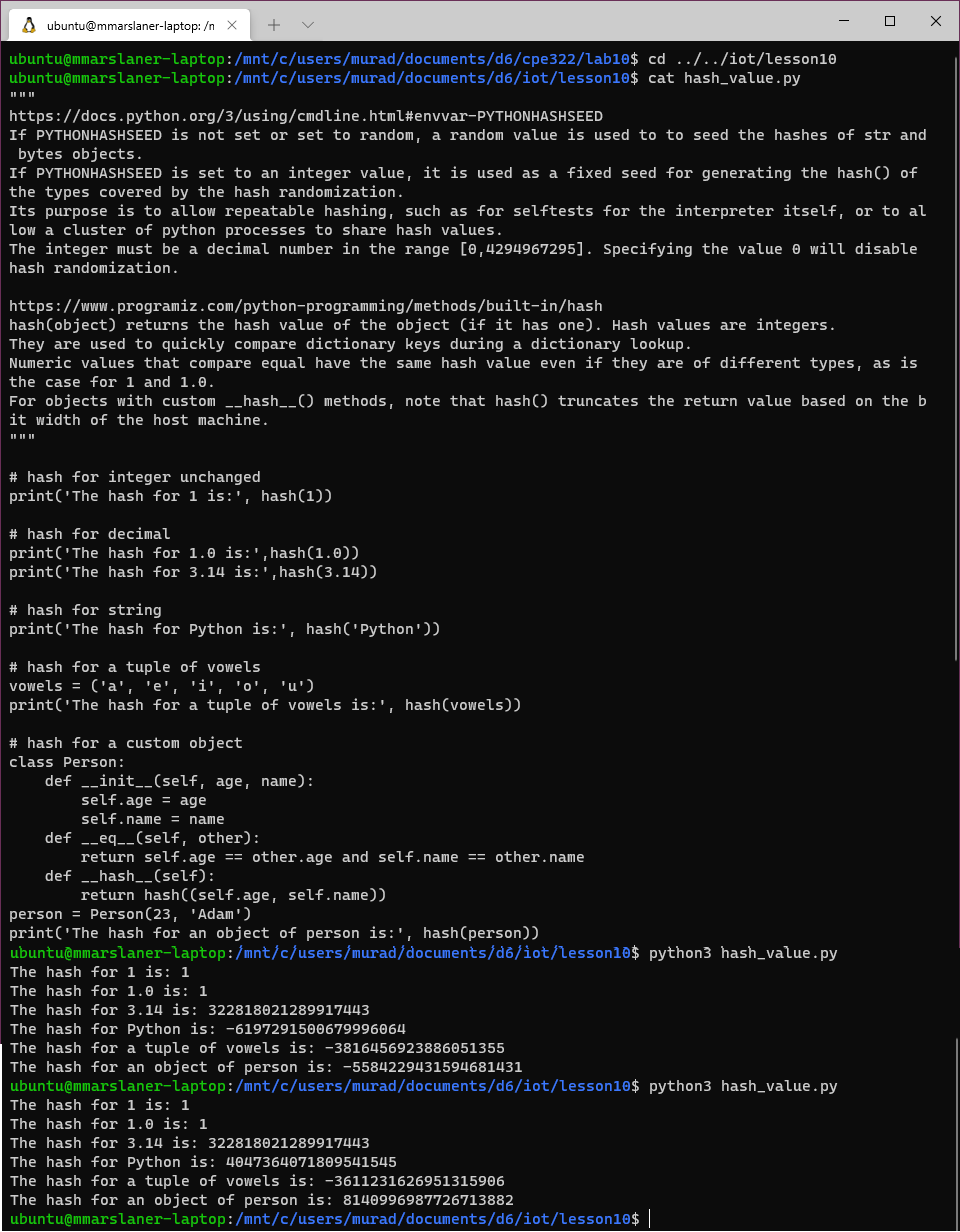 ubuntu@mmarslaner-laptop: /n
ubuntu@mmarslaner-laptop:/mnt/c/users/murad/documents/d6/cpe322/lab10$ cd ../../iot/lesson10
ubuntu@mmarslaner-laptop:/mnt/c/users/murad/documents/d6/iot/lesson10$ cat hash_value.py
"""
https://docs.python.org/3/using/cmdline.html#envvar-PYTHONHASHSEED
If PYTHONHASHSEED is not set or set to random, a random value is used to to seed the hashes of str and
 bytes objects.
If PYTHONHASHSEED is set to an integer value, it is used as a fixed seed for generating the hash() of
the types covered by the hash randomization.
Its purpose is to allow repeatable hashing, such as for selftests for the interpreter itself, or to al
low a cluster of python processes to share hash values.
The integer must be a decimal number in the range [0,4294967295]. Specifying the value 0 will disable
hash randomization.

https://www.programiz.com/python-programming/methods/built-in/hash
hash(object) returns the hash value of the object (if it has one). Hash values are integers.
They are used to quickly compare dictionary keys during a dictionary lookup.
Numeric values that compare equal have the same hash value even if they are of different types, as is
the case for 1 and 1.0.
For objects with custom __hash__() methods, note that hash() truncates the return value based on the b
it width of the host machine.
"""

# hash for integer unchanged
print('The hash for 1 is:', hash(1))

# hash for decimal
print('The hash for 1.0 is:',hash(1.0))
print('The hash for 3.14 is:',hash(3.14))

# hash for string
print('The hash for Python is:', hash('Python'))

# hash for a tuple of vowels
vowels = ('a', 'e', 'i', 'o', 'u')
print('The hash for a tuple of vowels is:', hash(vowels))

# hash for a custom object
class Person:
    def __init__(self, age, name):
        self.age = age
        self.name = name
    def __eq__(self, other):
        return self.age == other.age and self.name == other.name
    def __hash__(self):
        return hash((self.age, self.name))
person = Person(23, 'Adam')
print('The hash for an object of person is:', hash(person))
ubuntu@mmarslaner-laptop:/mnt/c/users/murad/documents/d6/iot/lesson10$ python3 hash_value.py
The hash for 1 is: 1
The hash for 1.0 is: 1
The hash for 3.14 is: 322818021289917443
The hash for Python is: -6197291500679996064
The hash for a tuple of vowels is: -3816456923886051355
The hash for an object of person is: -5584229431594681431
ubuntu@mmarslaner-laptop:/mnt/c/users/murad/documents/d6/iot/lesson10$ python3 hash_value.py
The hash for 1 is: 1
The hash for 1.0 is: 1
The hash for 3.14 is: 322818021289917443
The hash for Python is: 4047364071809541545
The hash for a tuple of vowels is: -3611231626951315906
The hash for an object of person is: 8140996987726713882
ubuntu@mmarslaner-laptop:/mnt/c/users/murad/documents/d6/iot/lesson10$